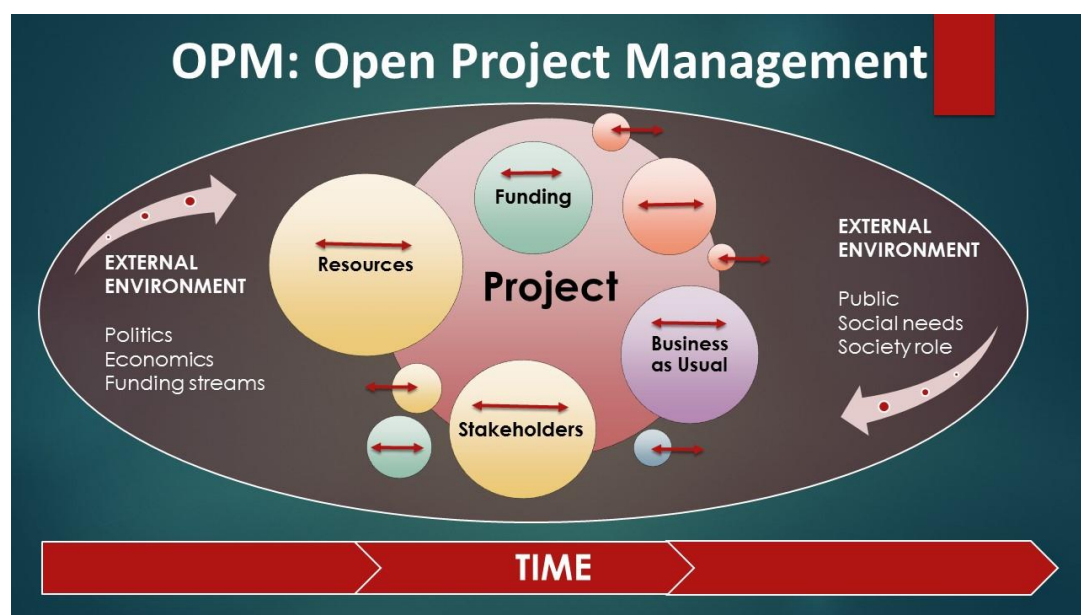 OPM: Open Project Management
EXTERNAL
ENVIRONMENT
Politics
Economics
Funding streams
Resources
Funding
Project
Business
as Usual
Stakeholders
EXTERNAL
ENVIRONMENT
Public
Social needs
Society role
TIME